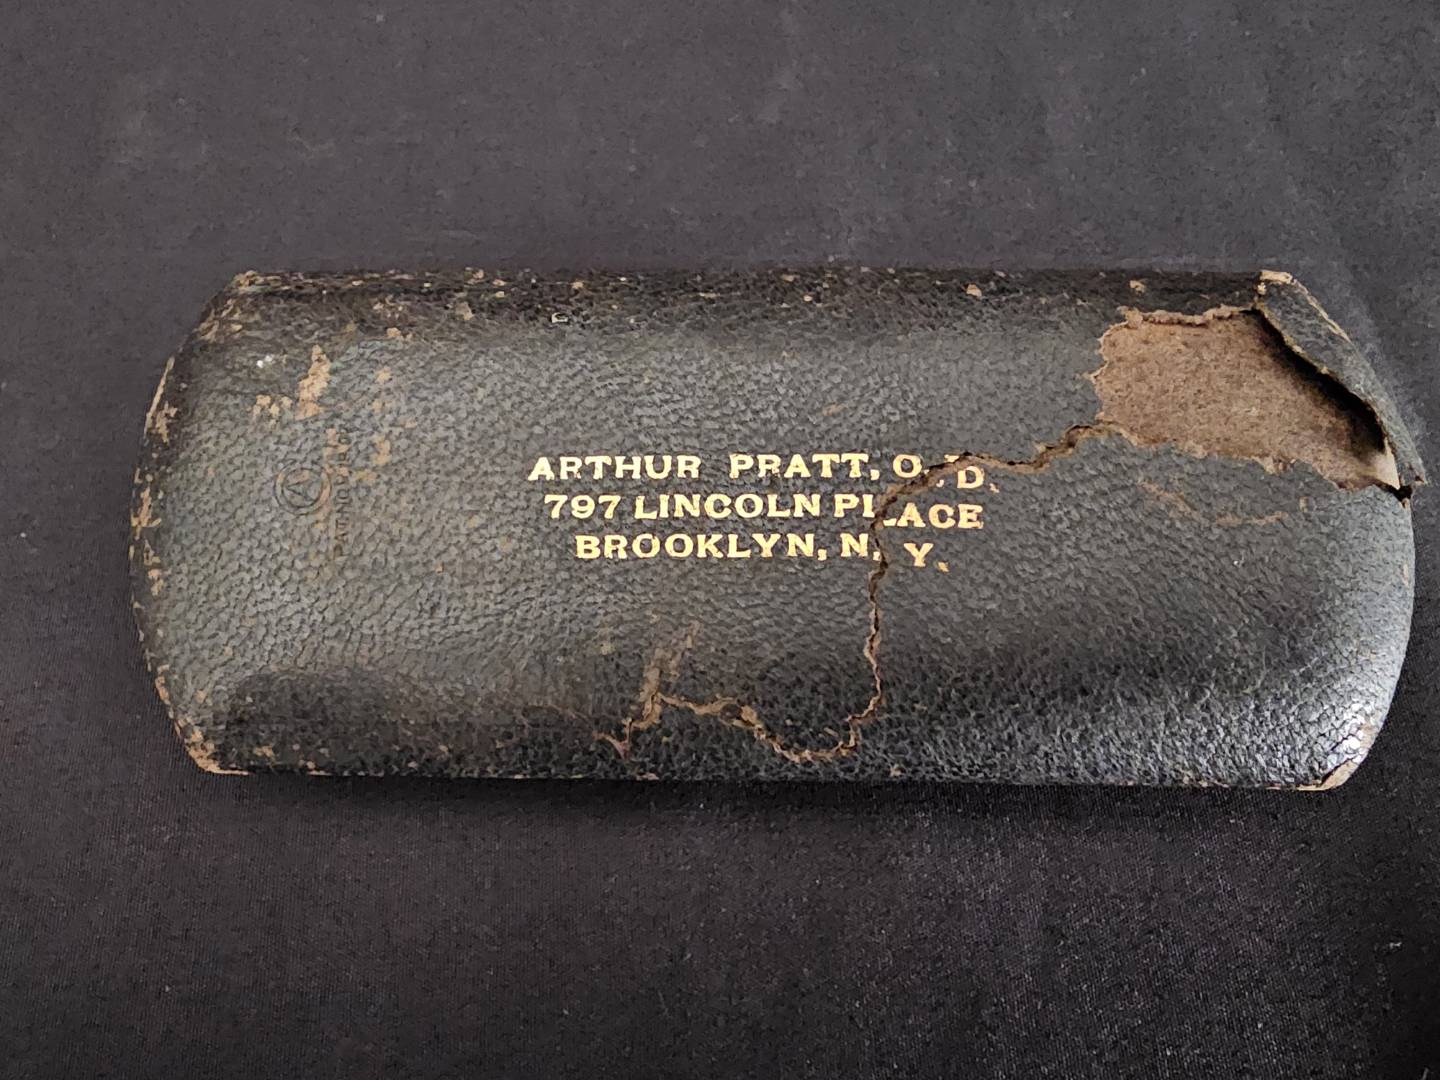 ARTHUR PRATT, O. D.
797 LINCOLN PLACE
BROOKLYN, N. Y.
A